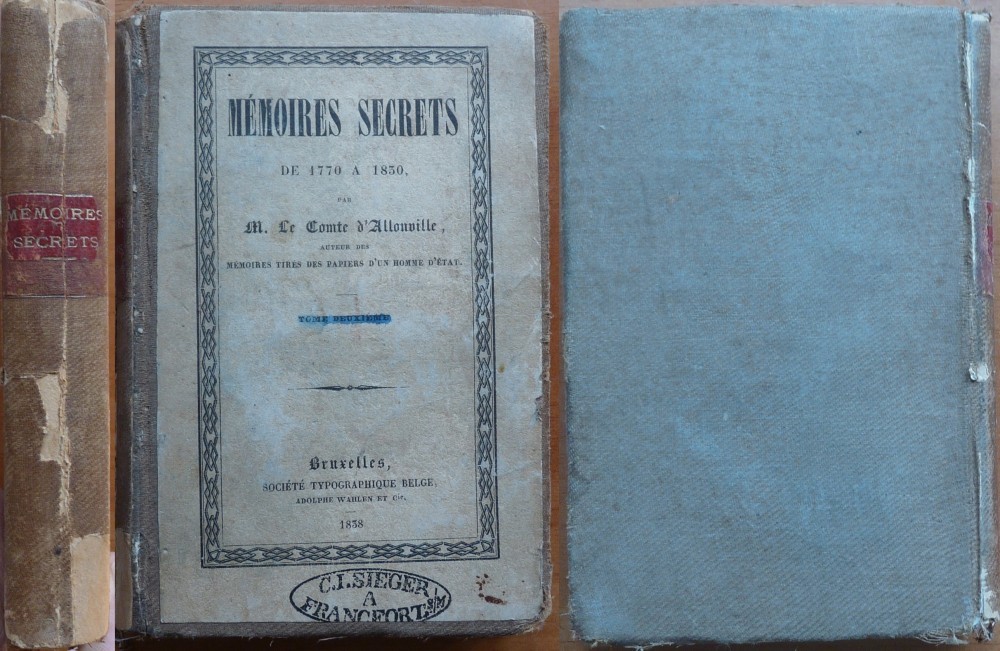 MÉMOIRES
SECRETS
MÉMOIRES SECRETS
DE 1770 A 1830,
PAR
M. Le Comte d'Allonville,
AUTEUR DES
MÉMOIRES TIRÉS DES PAPIERS D'UN HOMME D'ÉTAT.
TOME DEUXIÈME
Bruxelles,
SOCIÉTÉ TYPOGRAPHIQUE BELGE,
ADOLPHE WAHLEN ET Cie.
1838
C.I. SIEGER
A
FRANCFORT s/M